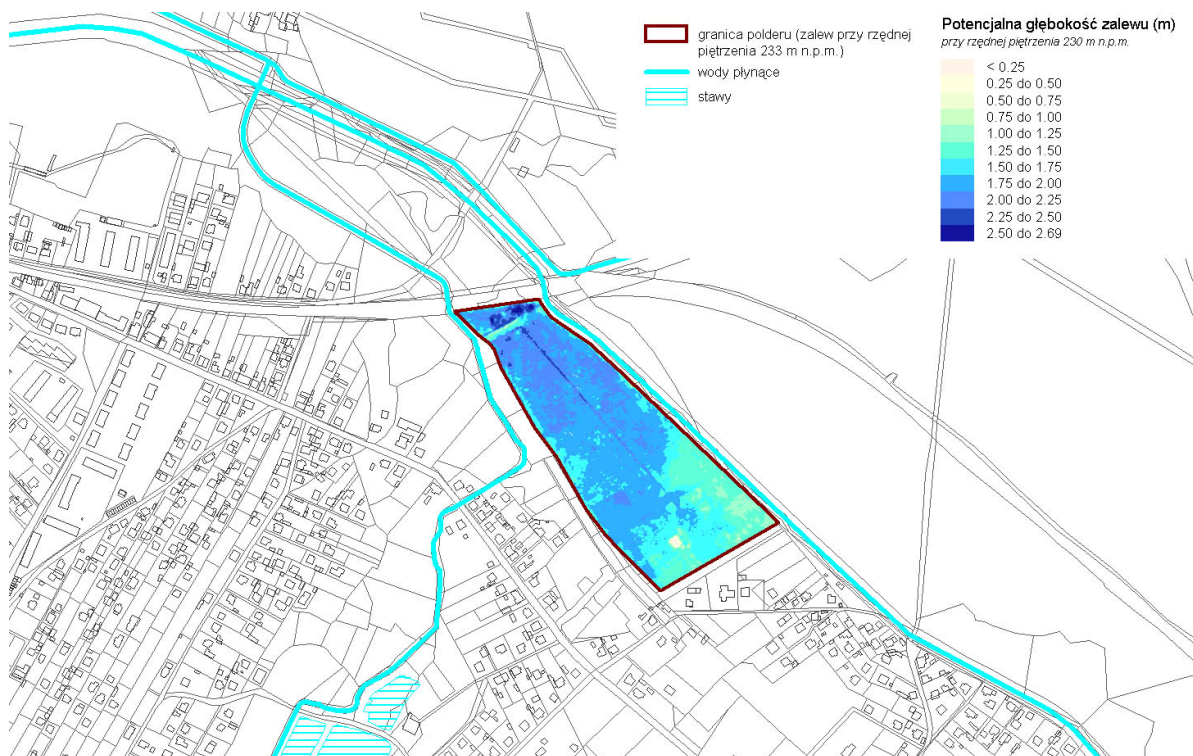 granica polderu (zalew przy rzędnej
piętrzenia 233 m n.p.m.)
wody płynące
stawy
Potencjalna głębokość zalewu (m)
przy rzędnej piętrzenia 230 m n.p.m.
< 0.25
0.25 do 0.50
0.50 do 0.75
0.75 do 1.00
1.00 do 1.25
1.25 do 1.50
1.50 do 1.75
1.75 do 2.00
2.00 do 2.25
2.25 do 2.50
2.50 do 2.69